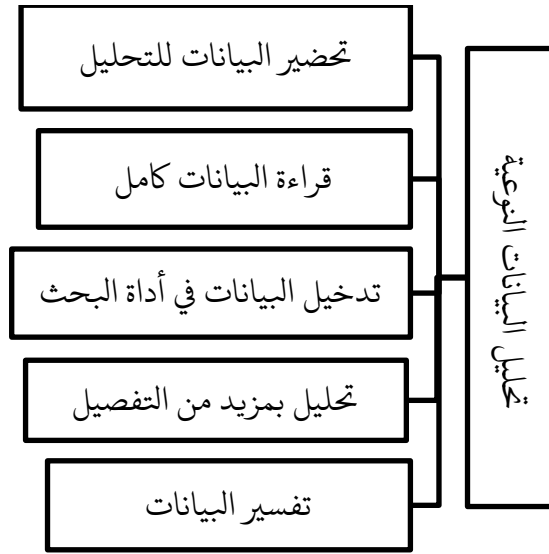 تحليل البيانات النوعية
تحضير البيانات للتحليل
قراءة البيانات كامل
تدخيل البيانات في أداة البحث
تحليل بمزيد من التفصيل
تفسير البيانات